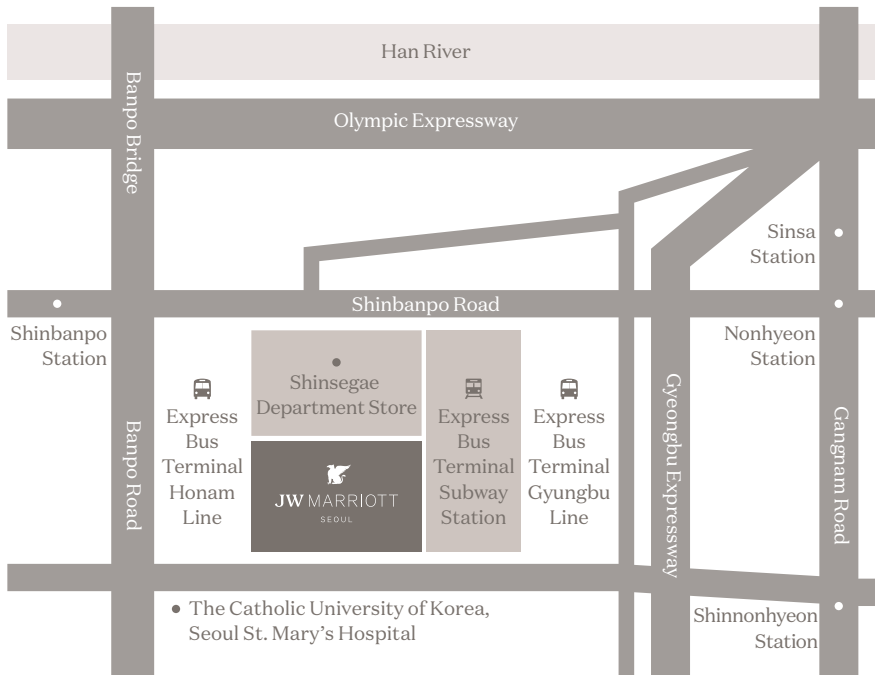 Han River
Olympic Expressway
Banpo Bridge
Sinsa
Station
Shinbanpo Road
Shinbanpo
Station
Nonhyeon
Station
Shinsegae
Department Store
Express
Bus
Terminal
Honam
Line
Express
Bus
Terminal
Subway
Station
Express
Bus
Terminal
Gyungbu
Line
Banpo Road
JW MARRIOTT
SEOUL
Gyeongbu Expressway
Gangnam Road
The Catholic University of Korea,
Seoul St. Mary’s Hospital
Shinnonhyeon
Station